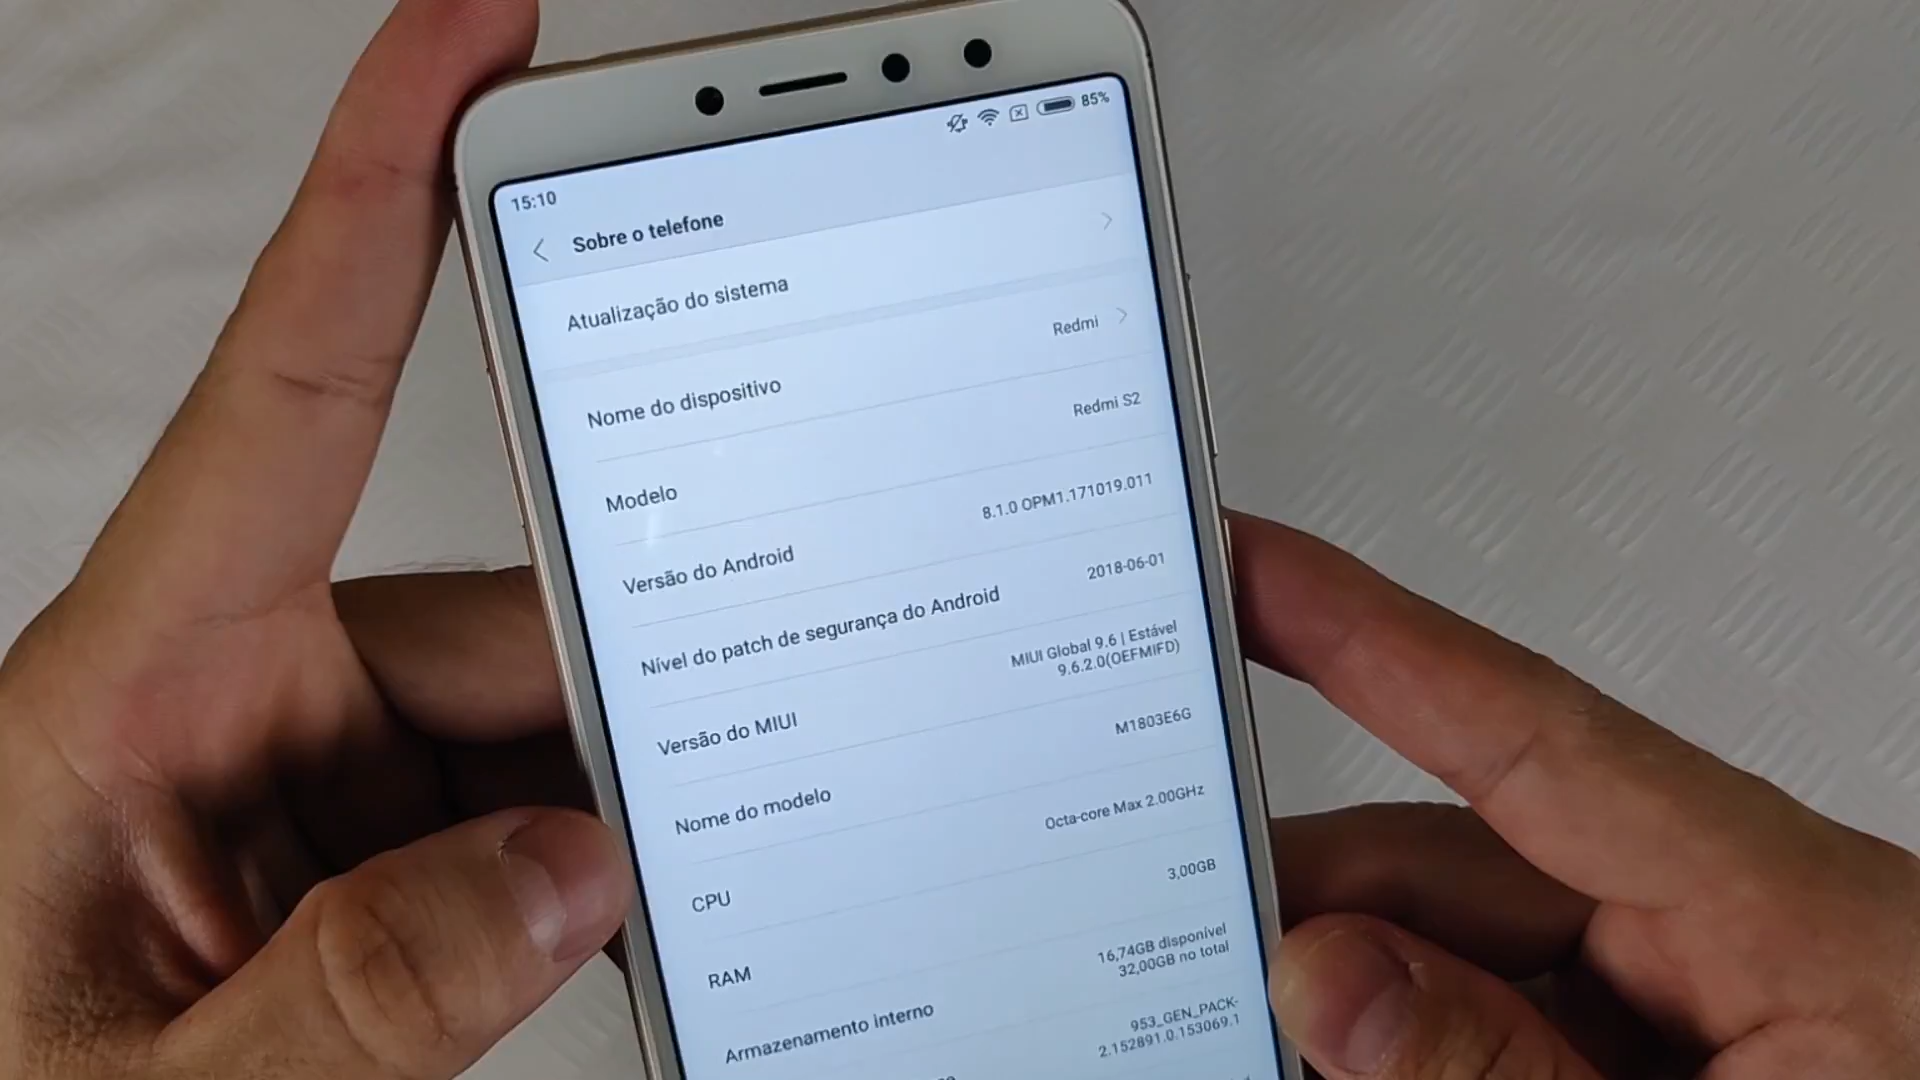 15:10
85%
Sobre o telefone
Atualização do sistema
Nome do dispositivo
Redmi
Modelo
Redmi S2
Versão do Android
8.1.0 OPM1.171019.011
Nível do patch de segurança do Android
2018-06-01
Versão do MIUI
MIUI Global 9.6 | Estável
9.6.2.0(OEFMIFD)
Nome do modelo
M1803E6G
CPU
Octa-core Max 2.00GHz
RAM
3,00GB
Armazenamento interno
16,74GB disponível
32,00GB no total
953_GEN_PACK-
2.152891.0.153069.1